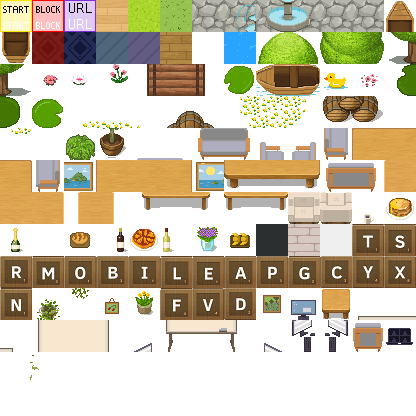 START BLOCK URL
START BLOCK URL
T S
R M O B I L E A P G C Y X
N F V D